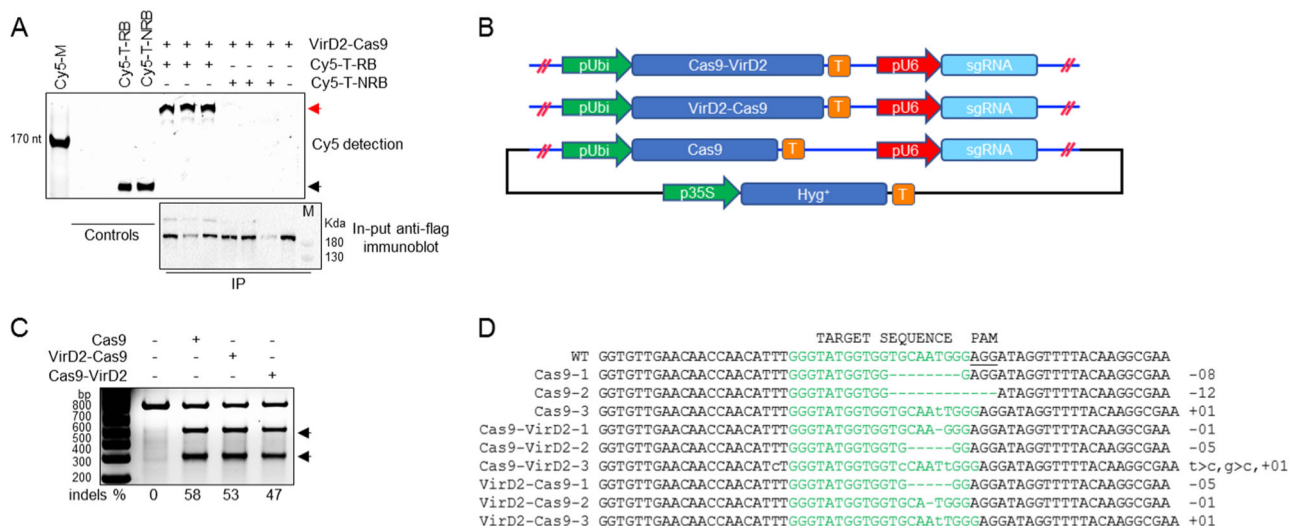 A
Cy5-M
Cy5-T-RB
Cy5-T-NRB
+ + + + + + + VirD2-Cas9
+ + + - - - - Cy5-T-RB
- - - + + + - Cy5-T-NRB
170 nt
Cy5 detection
Controls
M
Kda
180
130
In-put anti-flag
immunoblot
IP
B
pUbi Cas9-VirD2 T pU6 sgRNA
pUbi VirD2-Cas9 T pU6 sgRNA
pUbi Cas9 T pU6 sgRNA
p35S Hyg+ T
C
Cas9 - + - -
VirD2-Cas9 - - + -
Cas9-VirD2 - - - +
bp
800
700
600
500
400
300
200
indels % 0 58 53 47
D
TARGET SEQUENCE PAM
WT GGTGTTGAACAACCAACATTTGGGTATGGTGGTGCAATGGGAGGATAGGTTTTACAAGGCGAA
Cas9-1 GGTGTTGAACAACCAACATTTGGGTATGGTGG--------GAGGATAGGTTTTACAAGGCGAA -08
Cas9-2 GGTGTTGAACAACCAACATTTGGGTATGGTGG------------ATAGGTTTTACAAGGCGAA -12
Cas9-3 GGTGTTGAACAACCAACATTTGGGTATGGTGGTGCAAtTGGGAGGATAGGTTTTACAAGGCGAA +01
Cas9-VirD2-1 GGTGTTGAACAACCAACATTTGGGTATGGTGGTGCAA-GGGAGGATAGGTTTTACAAGGCGAA -01
Cas9-VirD2-2 GGTGTTGAACAACCAACATTTGGGTATGGTGG-----GGGAGGATAGGTTTTACAAGGCGAA -05
Cas9-VirD2-3 GGTGTTGAACAACCAACATcTGGGTATGGTGGTcCAATtGGGAGGATAGGTTTTACAAGGCGAA t>c,g>c,+01
VirD2-Cas9-1 GGTGTTGAACAACCAACATTTGGGTATGGTGTG-----GGGAGGATAGGTTTTACAAGGCGAA -05
VirD2-Cas9-2 GGTGTTGAACAACCAACATTTGGGTATGGTGGTGCA-TGGGAGGATAGGTTTTACAAGGCGAA -01
VirD2-Cas9-3 GGTGTTGAACAACCAACATTTGGGTATGGTGGTGCAAtTGGGAGGATAGGTTTTACAAGGCGAA +01